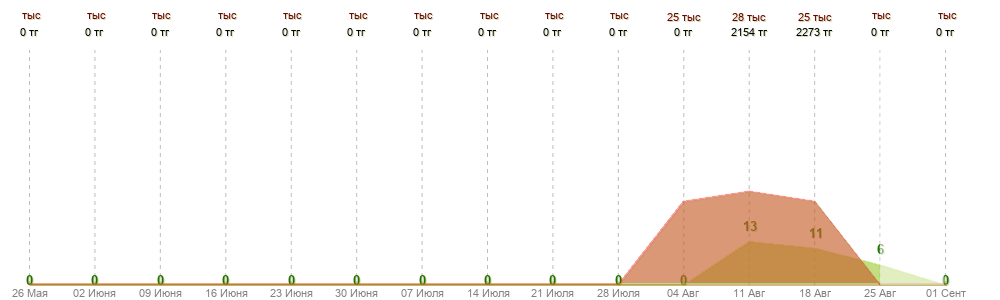 тыс тыс тыс тыс тыс тыс тыс тыс тыс тыс 25 тыс 28 тыс 25 тыс тыс тыс
0 тг 0 тг 0 тг 0 тг 0 тг 0 тг 0 тг 0 тг 0 тг 0 тг 0 тг 2154 тг 2273 тг 0 тг 0 тг
13
11
6
0 0 0 0 0 0 0 0 0 0 0 0
26 Мая 02 Июня 09 Июня 16 Июня 23 Июня 30 Июня 07 Июля 14 Июля 21 Июля 28 Июля 04 Авг 11 Авг 18 Авг 25 Авг 01 Сент